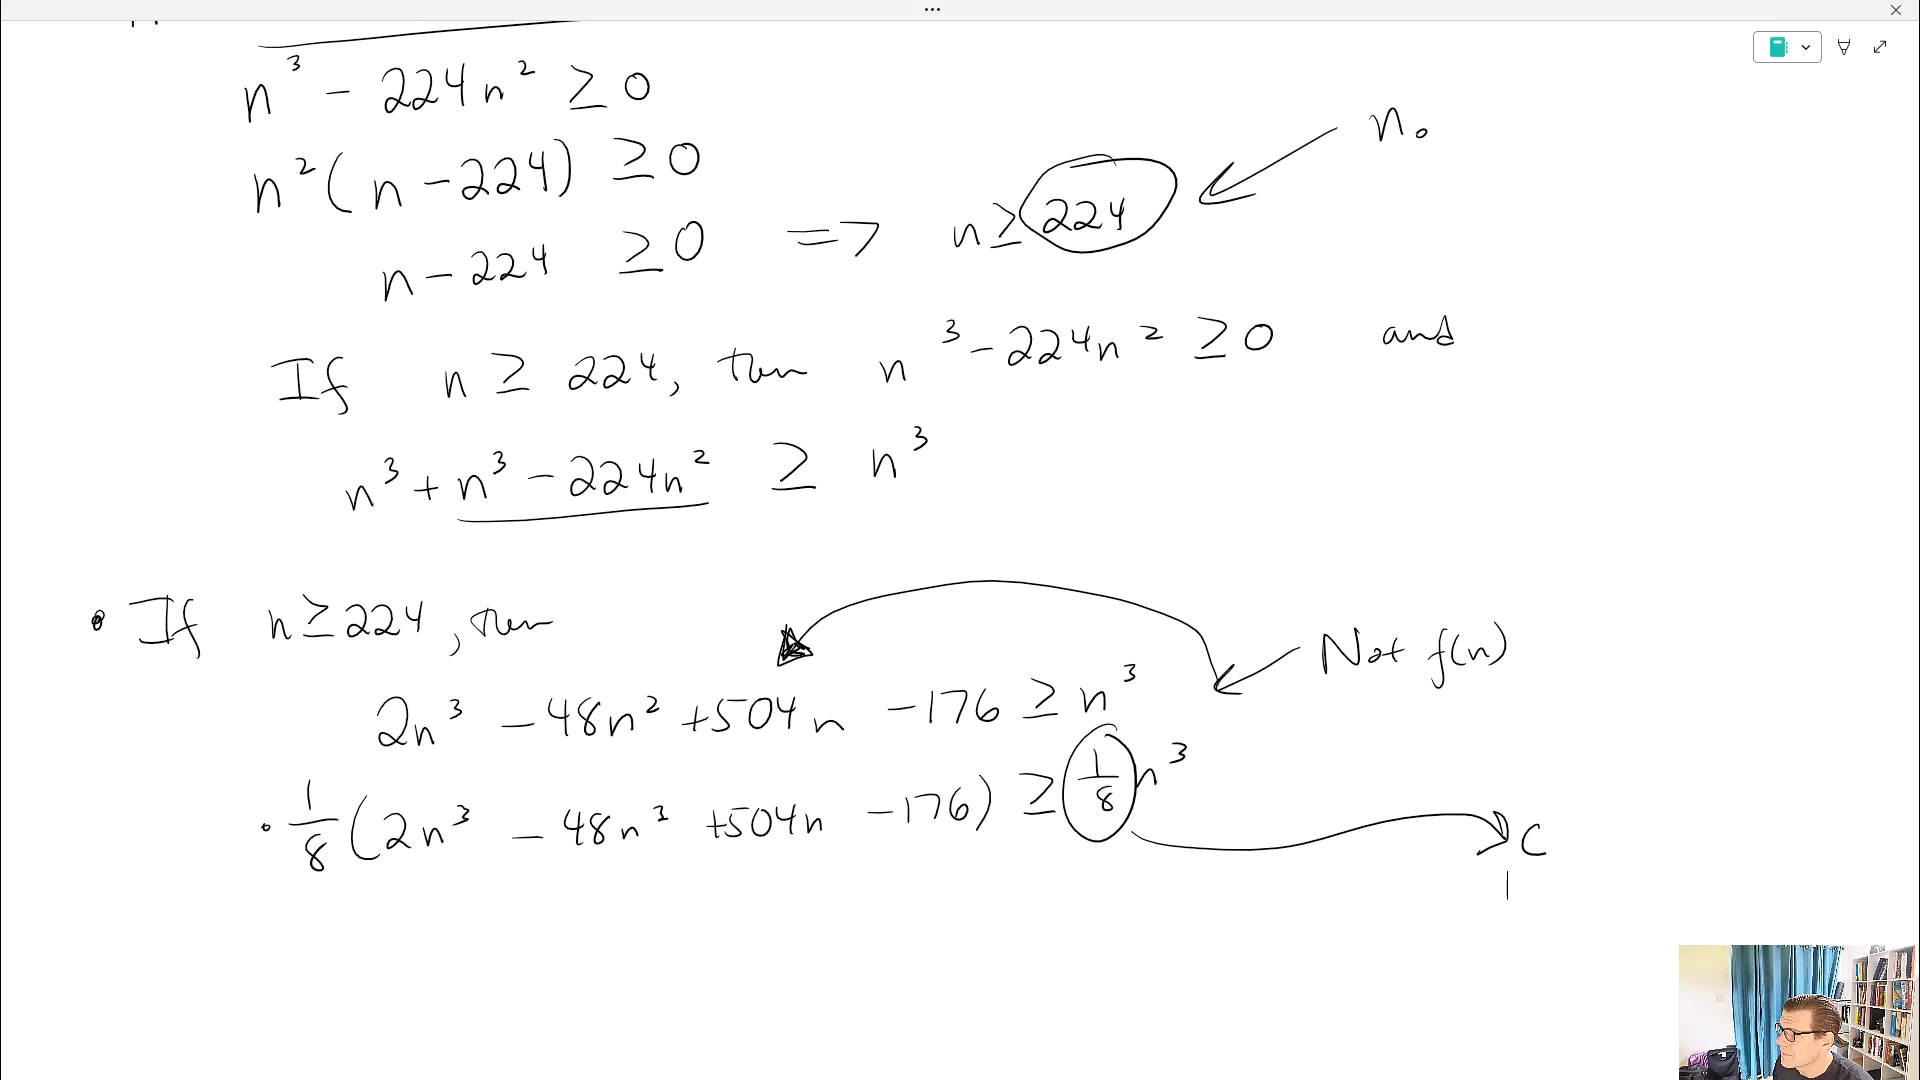 n³ - 224n² ≥ 0
n²(n - 224) ≥ 0
n₀
n - 224 ≥ 0 => n ≥ 224
If n ≥ 224, then n³ - 224n² ≥ 0 and
n³ + n³ - 224n² ≥ n³
• If n ≥ 224, then
Not f(n)
2n³ - 48n² + 504n - 176 ≥ n³
• 1/8 (2n³ - 48n³ + 504n - 176) ≥ 1/8 n³
C